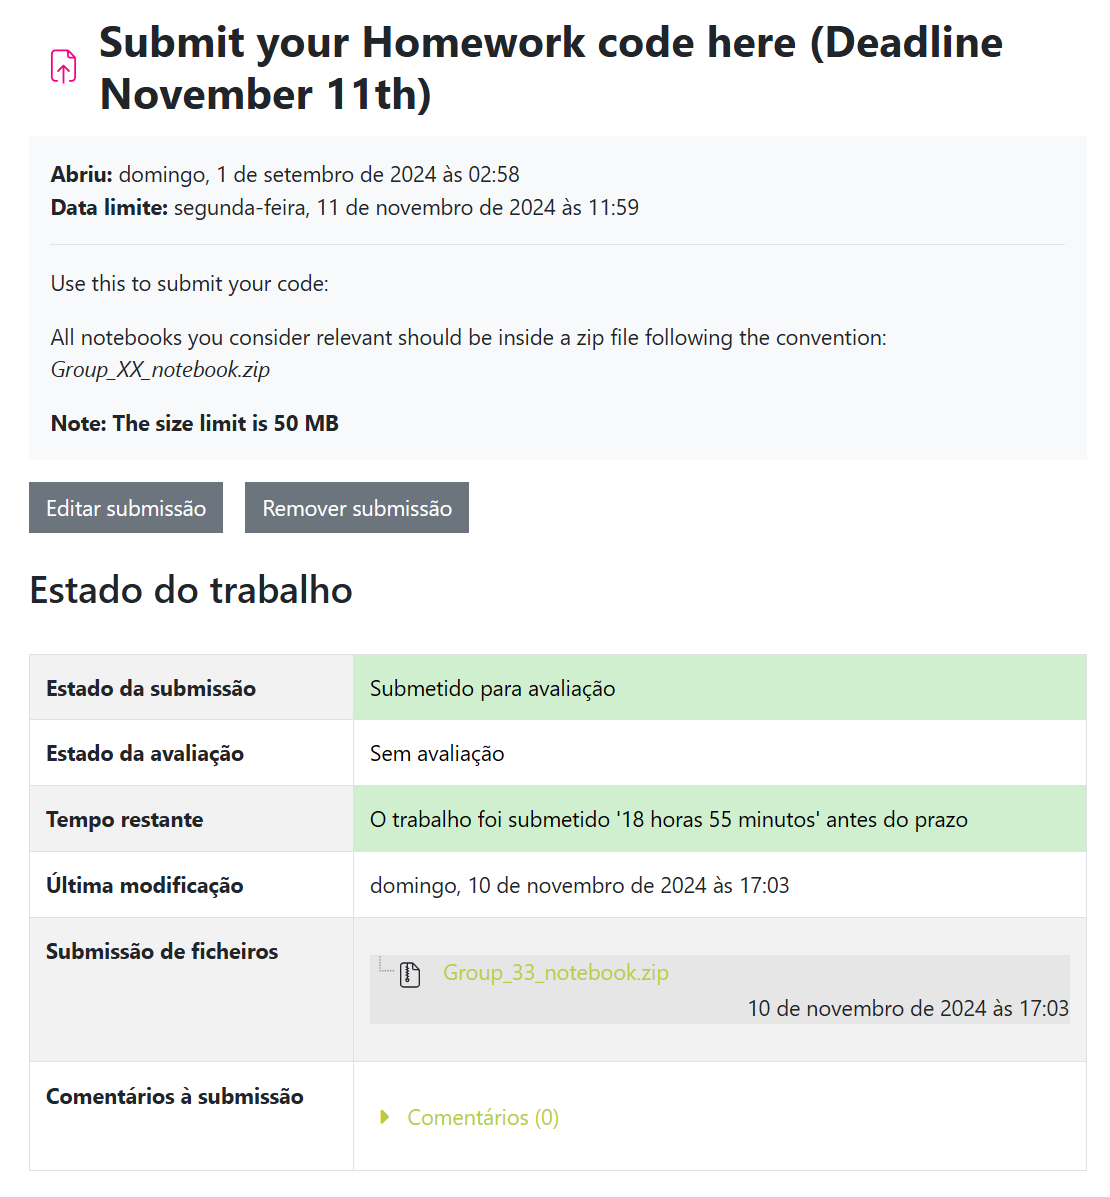 Submit your Homework code here (Deadline
November 11th)
Abriu: domingo, 1 de setembro de 2024 às 02:58
Data limite: segunda-feira, 11 de novembro de 2024 às 11:59
Use this to submit your code:
All notebooks you consider relevant should be inside a zip file following the convention:
Group_XX_notebook.zip
Note: The size limit is 50 MB
Editar submissão Remover submissão
Estado do trabalho
Estado da submissão Submetido para avaliação
Estado da avaliação Sem avaliação
Tempo restante O trabalho foi submetido '18 horas 55 minutos' antes do prazo
Última modificação domingo, 10 de novembro de 2024 às 17:03
Submissão de ficheiros
Group_33_notebook.zip
10 de novembro de 2024 às 17:03
Comentários à submissão
Comentários (0)